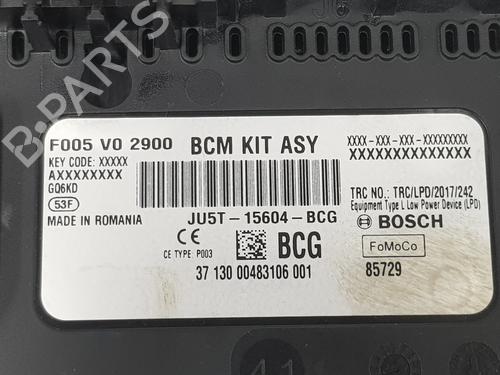 B-PARTS
F005 V0 2900 BCM KIT ASY
XXXX-XXX-XXX-XXXXXXXXX
KEY CODE: XXXXX
XXXXXXXXXXXXXX
AXXXXXXXXX
GQ6KD
TRC NO.: TRC/LPD/2017/242
53F
Equipment Type L Low Power Device (LPD)
MADE IN ROMANIA
JU5T-15604-BCG
BOSCH
CE
BCG
FoMoCo
CE TYPE: P003
37 130 00483106 001
85729